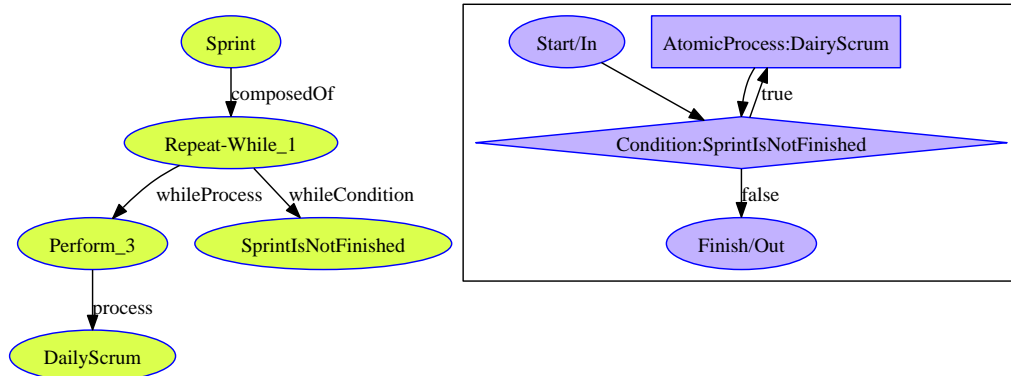 Sprint
composedOf
Repeat-While_1
whileProcess
whileCondition
Perform_3
SprintIsNotFinished
process
DailyScrum
Start/In
AtomicProcess:DairyScrum
true
Condition:SprintIsNotFinished
false
Finish/Out